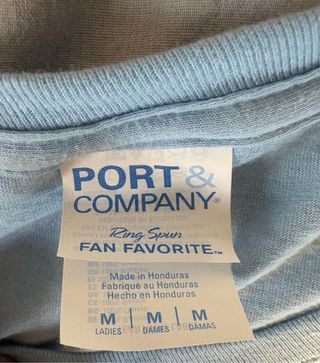 PORT &
COMPANY®
Ring Spun
FAN FAVORITE™
Made in Honduras
Fabriqué au Honduras
Hecho en Honduras
M | M | M
LADIES DAMES DAMAS